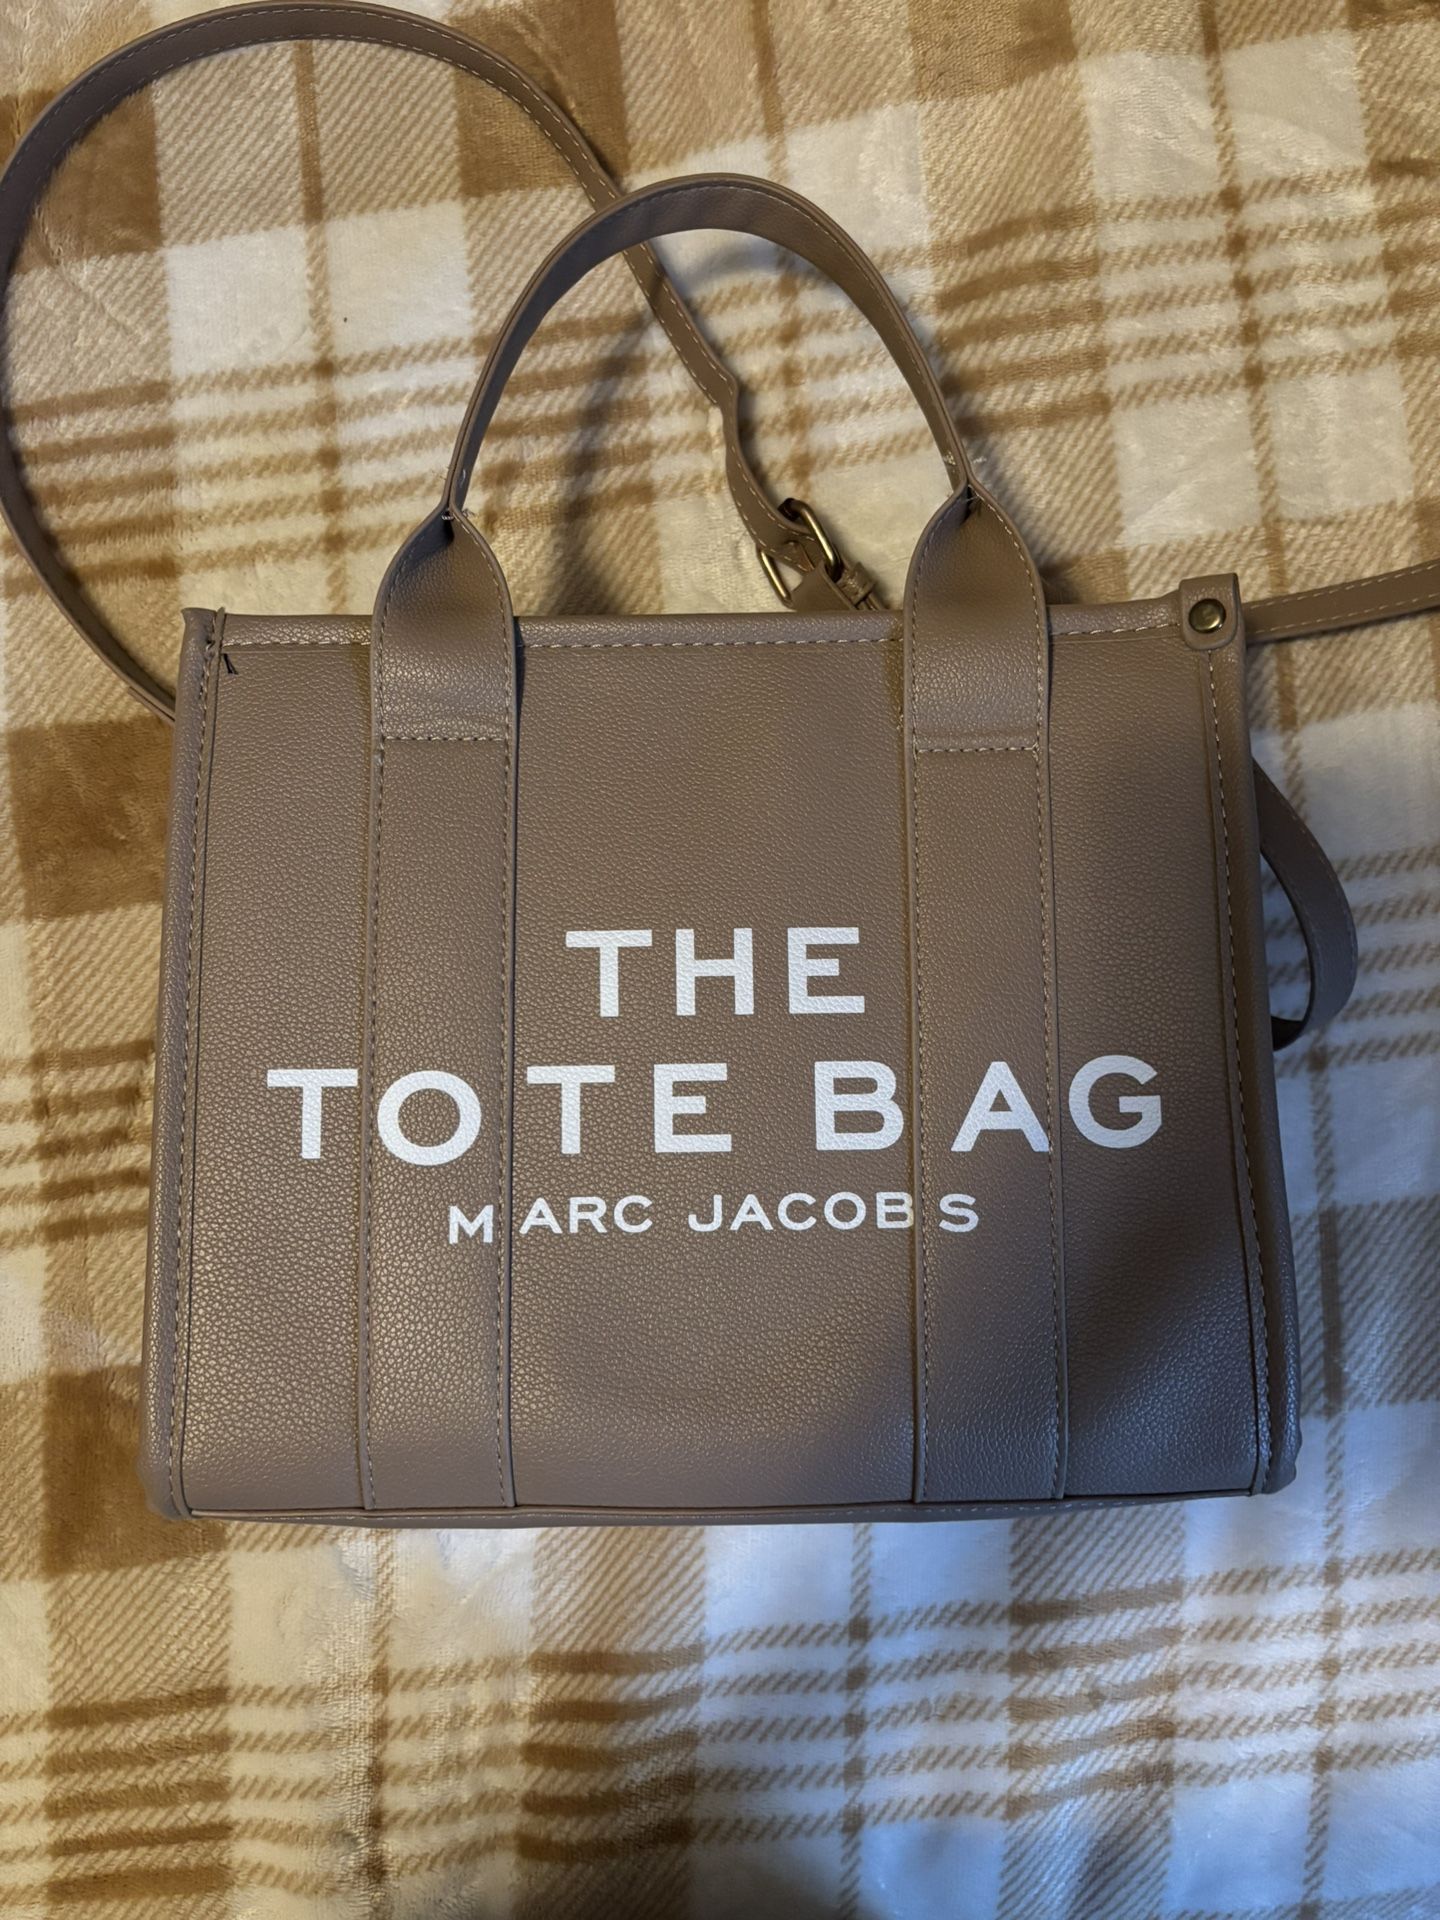 THE
TOTE BAG
MARC JACOBS